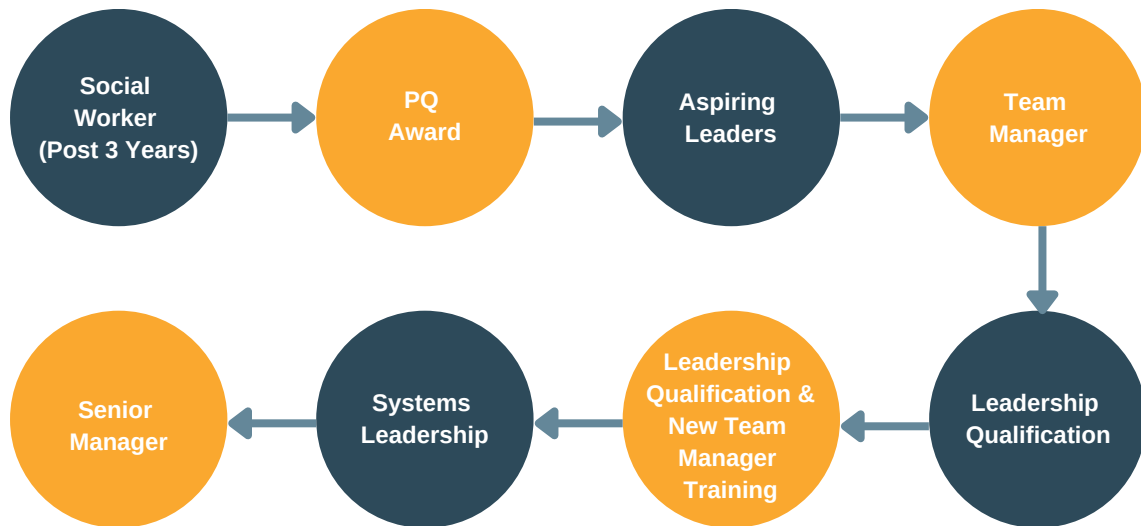 Social
Worker
(Post 3 Years)
PQ
Award
Aspiring
Leaders
Team
Manager
Leadership
Qualification
Leadership
Qualification &
New Team
Manager
Training
Systems
Leadership
Senior
Manager